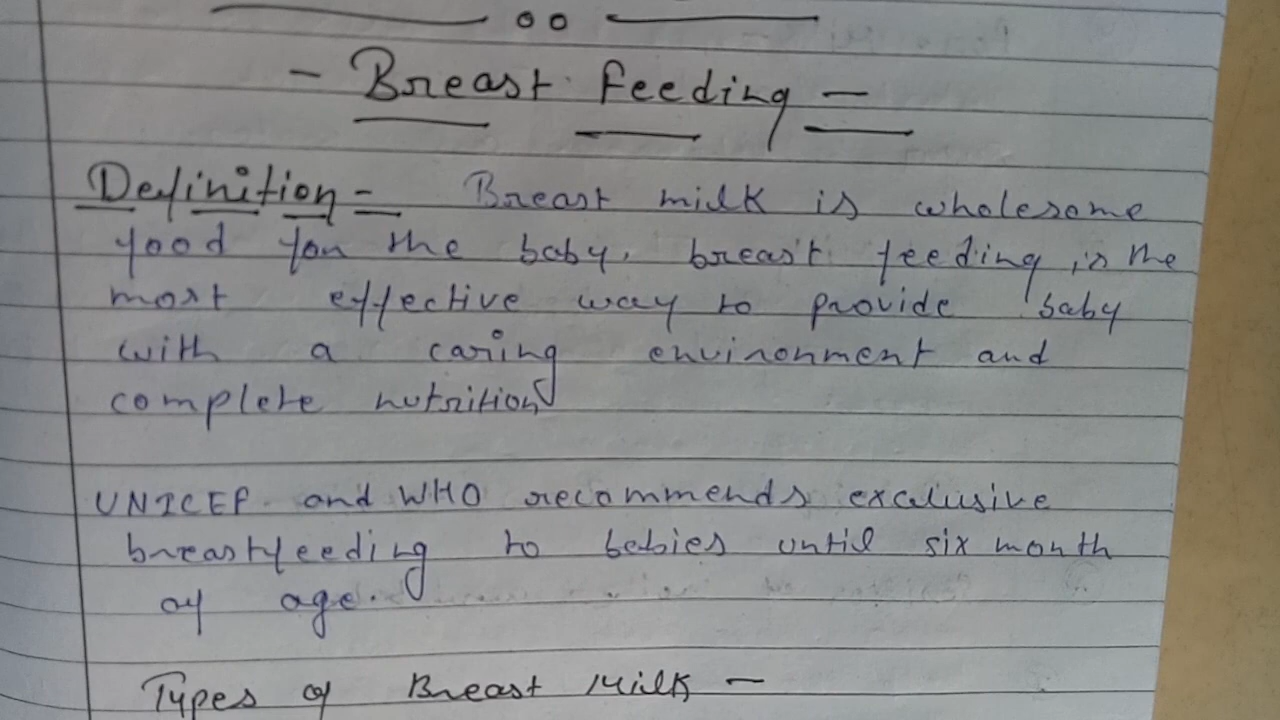 - Breast feeding -
Definition - Breast milk is wholesome
food for the baby. breast feeding is the
most effective way to provide baby
with a caring environment and
complete nutrition
UNICEF and WHO recommends excelusive
breastfeeding to bebies until six month
of age.
Types of Breast Milk -